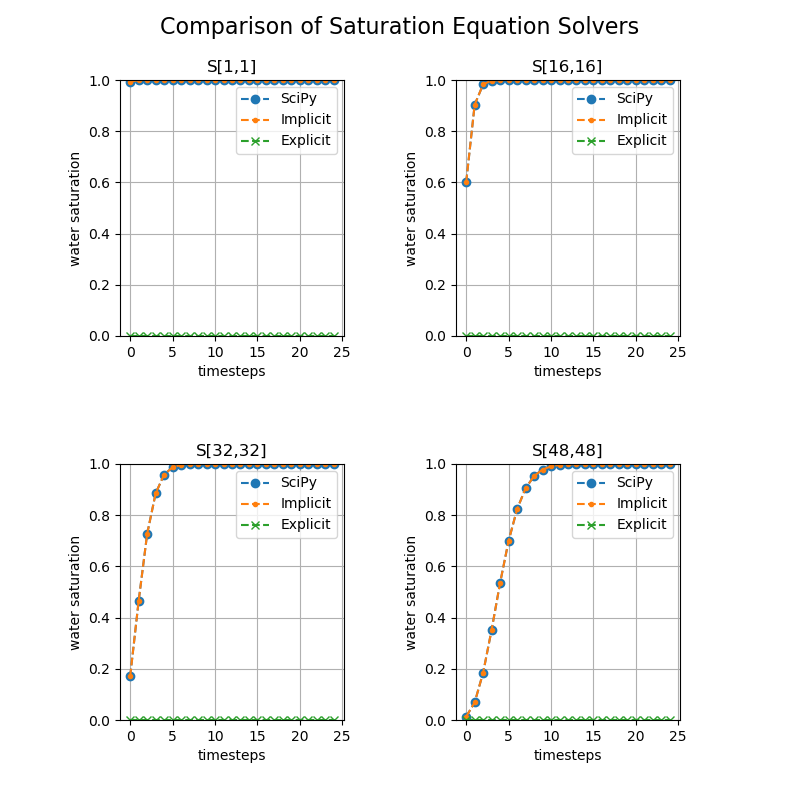 Comparison of Saturation Equation Solvers
S[1,1]
water saturation
1.0
0.8
0.6
0.4
0.2
0.0
SciPy
Implicit
Explicit
0 5 10 15 20 25
timesteps
S[16,16]
water saturation
1.0
0.8
0.6
0.4
0.2
0.0
SciPy
Implicit
Explicit
0 5 10 15 20 25
timesteps
S[32,32]
water saturation
1.0
0.8
0.6
0.4
0.2
0.0
SciPy
Implicit
Explicit
0 5 10 15 20 25
timesteps
S[48,48]
water saturation
1.0
0.8
0.6
0.4
0.2
0.0
SciPy
Implicit
Explicit
0 5 10 15 20 25
timesteps